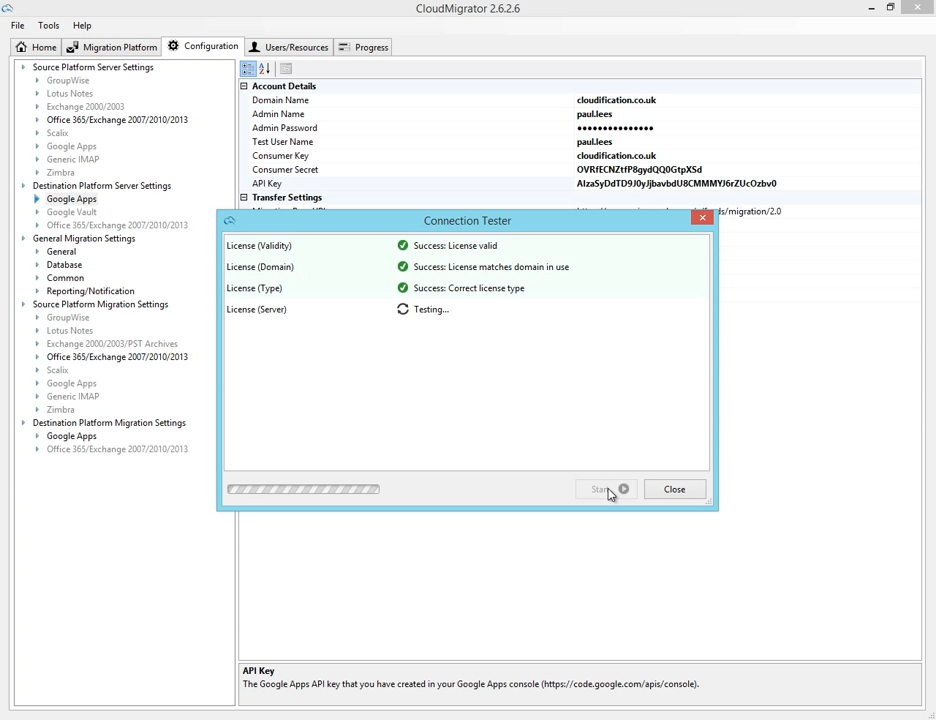 CloudMigrator 2.6.2.6
File Tools Help
Home Migration Platform Configuration Users/Resources Progress
Source Platform Server Settings
GroupWise
Lotus Notes
Exchange 2000/2003
Office 365/Exchange 2007/2010/2013
Scalix
Google Apps
Generic IMAP
Zimbra
Destination Platform Server Settings
Google Apps
Google Vault
Office 365/Exchange 2007/2010/2013
General Migration Settings
General
Database
Common
Reporting/Notification
Source Platform Migration Settings
GroupWise
Lotus Notes
Exchange 2000/2003/PST Archives
Office 365/Exchange 2007/2010/2013
Scalix
Google Apps
Generic IMAP
Zimbra
Destination Platform Migration Settings
Google Apps
Office 365/Exchange 2007/2010/2013
Account Details
Domain Name cloudification.co.uk
Admin Name paul.lees
Admin Password ●●●●●●●●●●●●●●●
Test User Name paul.lees
Consumer Key cloudification.co.uk
Consumer Secret OVRfECNZtfP8gydQQ0GtpXSd
API Key AIzaSyDdTD9J0yJjbavbdU8CMMMYJ6rZUcOzbv0
Transfer Settings
/migration/2.0
Connection Tester
License (Validity) Success: License valid
License (Domain) Success: License matches domain in use
License (Type) Success: Correct license type
License (Server) Testing...
Start Close
API Key
The Google Apps API key that you have created in your Google Apps console (https://code.google.com/apis/console).